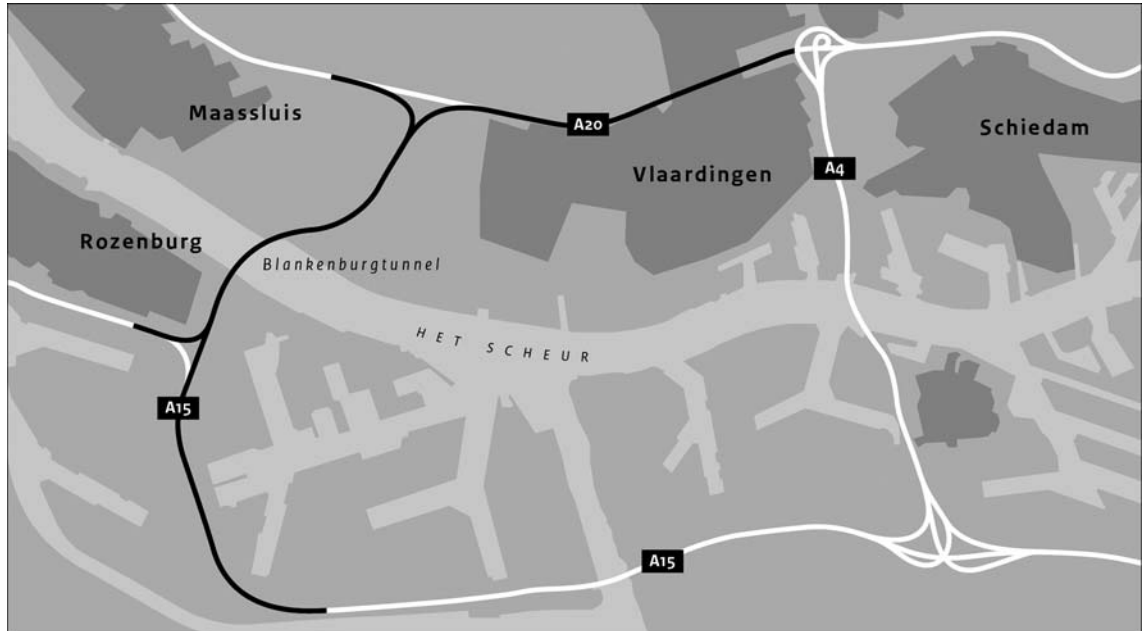 Maassluis
A20
Schiedam
Vlaardingen
A4
Rozenburg
Blankenburgtunnel
HET SCHEUR
A15
A15